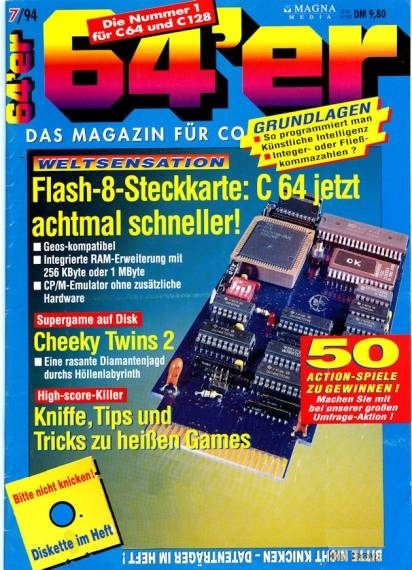 7/94
64'er
Die Nummer 1
für C64 und C128
64'er
MAGNA
MEDIA
DM 9,80
DAS MAGAZIN FÜR CO
GRUNDLAGEN
■ So programmiert man
Künstliche Intelligenz
■ Integer- oder Fließ-
kommazahlen ?
WELTSENSATION
Flash-8-Steckkarte: C 64 jetzt
achtmal schneller!
■ Geos-kompatibel
■ Integrierte RAM-Erweiterung mit
256 KByte oder 1 MByte
■ CP/M-Emulator ohne zusätzliche
Hardware
OK
Supergame auf Disk
Cheeky Twins 2
■ Eine rasante Diamantenjagd
durchs Höllenlabyrinth
50
ACTION-SPIELE
ZU GEWINNEN !
Machen Sie mit
bei unserer großen
Umfrage-Aktion !
High-score-Killer
Kniffe, Tips und
Tricks zu heißen Games
Bitte nicht knicken!
Diskette im Heft
BITTE NICHT KNICKEN – DATENTRÄGER IM HEFT !